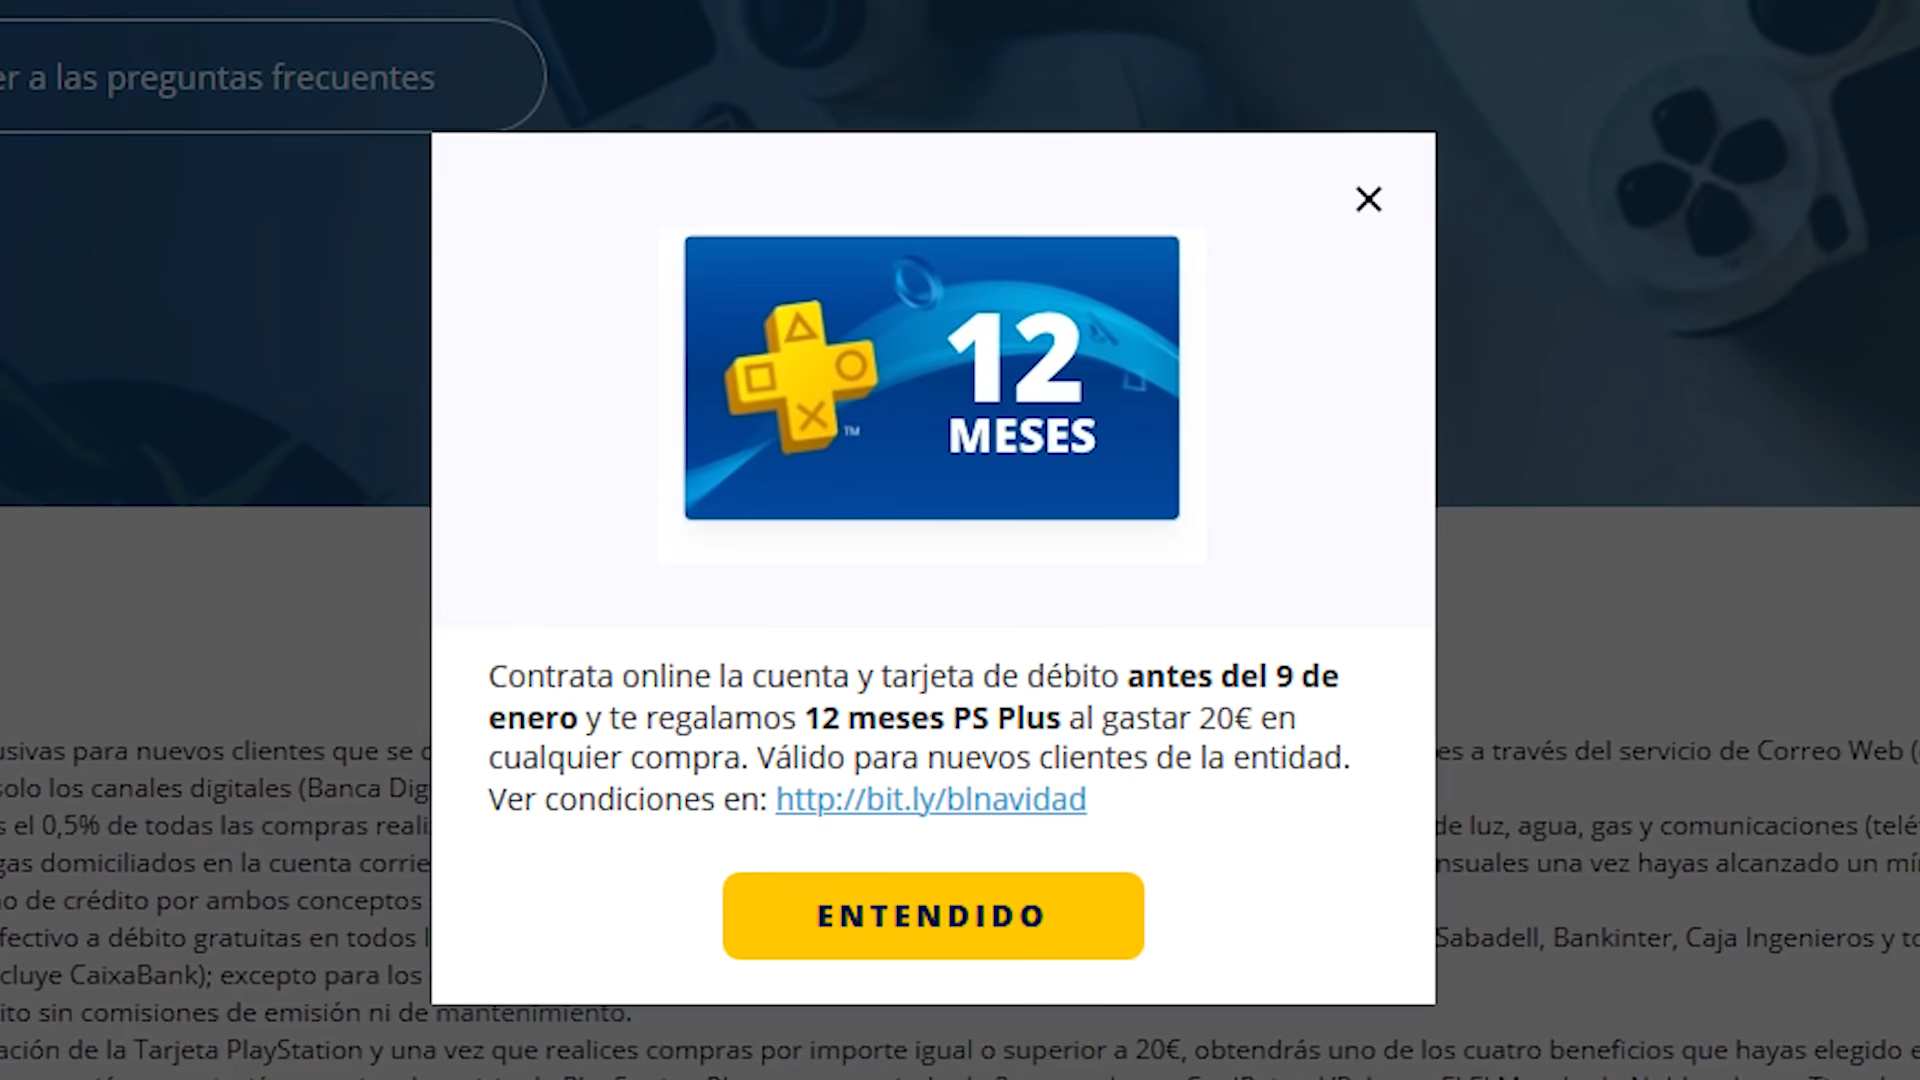 er a las preguntas frecuentes
12
MESES
TM
Contrata online la cuenta y tarjeta de débito antes del 9 de
enero y te regalamos 12 meses PS Plus al gastar 20€ en
cualquier compra. Válido para nuevos clientes de la entidad.
Ver condiciones en: http://bit.ly/blnavidad
ENTENDIDO
usivas para nuevos clientes que se
es a través del servicio de Correo Web (
solo los canales digitales (Banca Dig
s el 0,5% de todas las compras reali
de luz, agua, gas y comunicaciones (telé
gas domiciliados en la cuenta corrie
nsuales una vez hayas alcanzado un mí
o de crédito por ambos conceptos
fectivo a débito gratuitas en todos l
Sabadell, Bankinter, Caja Ingenieros y to
cluye CaixaBank); excepto para los
ito sin comisiones de emisión ni de mantenimiento.
ación de la Tarjeta PlayStation y una vez que realices compras por importe igual o superior a 20€, obtendrás uno de los cuatro beneficios que hayas elegido e